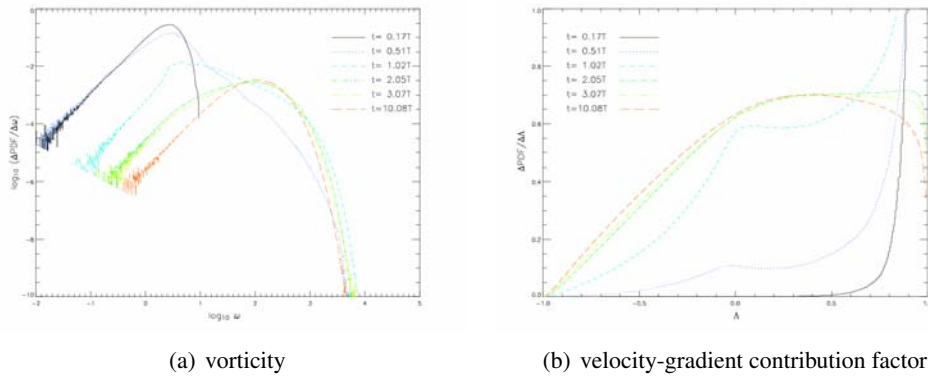 0
-2
-4
-6
-8
-10
log₁₀ (ΔPDF/Δω)
t= 0.17T
t= 0.51T
t= 1.02T
t= 2.05T
t= 3.07T
t=10.08T
-2
-1
0
1
2
3
4
5
log₁₀ ω
(a) vorticity
1.0
0.8
0.6
0.4
0.2
0.0
ΔPDF/ΔΛ
t= 0.17T
t= 0.51T
t= 1.02T
t= 2.05T
t= 3.07T
t=10.08T
-1.0
-0.5
0.0
0.5
1.0
Λ
(b) velocity-gradient contribution factor